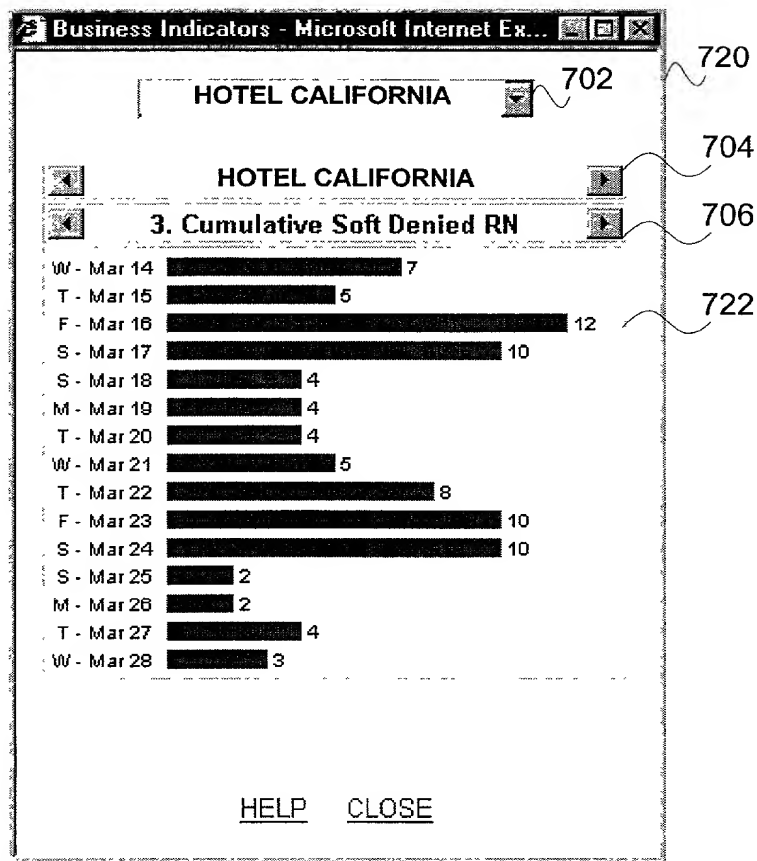 Business Indicators - Microsoft Internet Ex...
720
HOTEL CALIFORNIA
702
HOTEL CALIFORNIA
704
3. Cumulative Soft Denied RN
706
W - Mar 14 7
T - Mar 15 5
F - Mar 16 12
722
S - Mar 17 10
S - Mar 18 4
M - Mar 19 4
T - Mar 20 4
W - Mar 21 5
T - Mar 22 8
F - Mar 23 10
S - Mar 24 10
S - Mar 25 2
M - Mar 26 2
T - Mar 27 4
W - Mar 28 3
HELP CLOSE